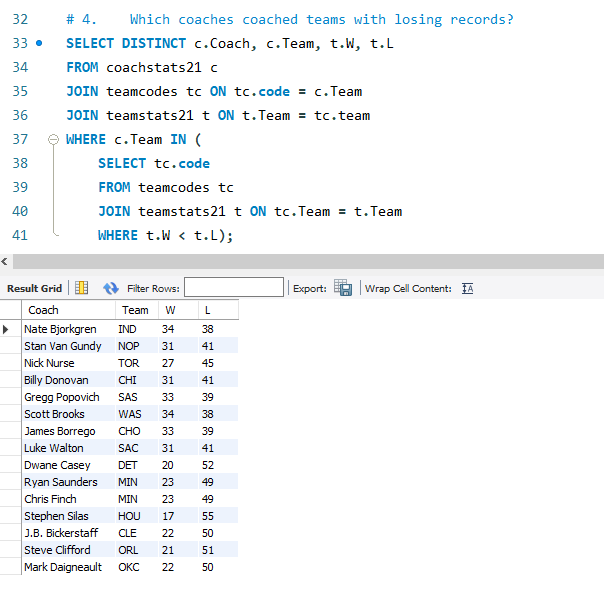 32 # 4. Which coaches coached teams with losing records?
33 SELECT DISTINCT c.Coach, c.Team, t.W, t.L
34 FROM coachstats21 c
35 JOIN teamcodes tc ON tc.code = c.Team
36 JOIN teamstats21 t ON t.Team = tc.team
37 WHERE c.Team IN (
38 SELECT tc.code
39 FROM teamcodes tc
40 JOIN teamstats21 t ON tc.Team = t.Team
41 WHERE t.W < t.L);
Result Grid Filter Rows: Export: Wrap Cell Content: IA
Coach Team W L
Nate Bjorkgren IND 34 38
Stan Van Gundy NOP 31 41
Nick Nurse TOR 27 45
Billy Donovan CHI 31 41
Gregg Popovich SAS 33 39
Scott Brooks WAS 34 38
James Borrego CHO 33 39
Luke Walton SAC 31 41
Dwane Casey DET 20 52
Ryan Saunders MIN 23 49
Chris Finch MIN 23 49
Stephen Silas HOU 17 55
J.B. Bickerstaff CLE 22 50
Steve Clifford ORL 21 51
Mark Daigneault OKC 22 50